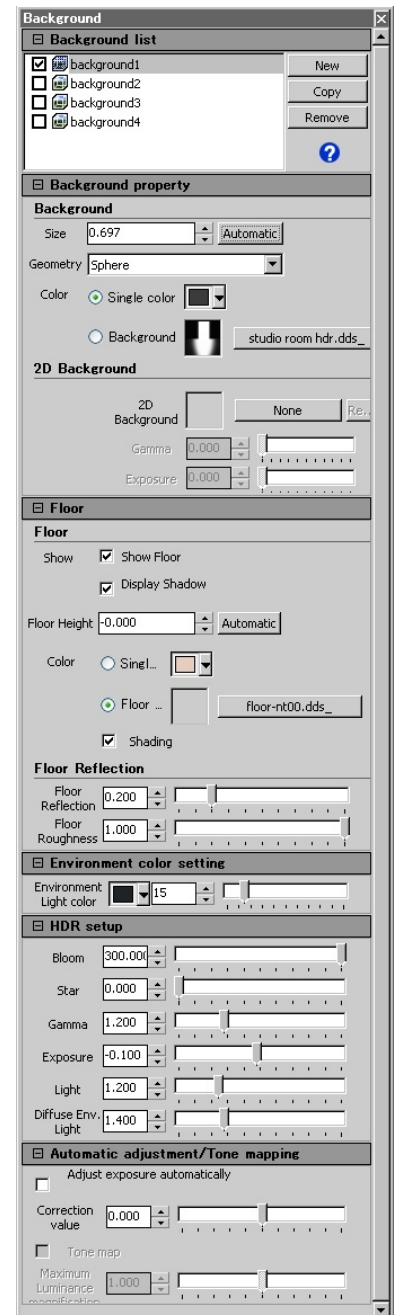 Background
Background list
background1
New
background2
Copy
background3
Remove
background4
Background property
Background
Size 0.697 Automatic
Geometry Sphere
Color Single color
Background studio room hdr.dds_
2D Background
2D
Background None Re..
Gamma 0.000
Exposure 0.000
Floor
Floor
Show Show Floor
Display Shadow
Floor Height -0.000 Automatic
Color Singl...
Floor ... floor-nt00.dds_
Shading
Floor Reflection
Floor
Reflection 0.200
Floor
Roughness 1.000
Environment color setting
Environment
Light color 15
HDR setup
Bloom 300.00
Star 0.000
Gamma 1.200
Exposure -0.100
Light 1.200
Diffuse Env.
Light 1.400
Automatic adjustment/Tone mapping
Adjust exposure automatically
Correction
value 0.000
Tone map
Maximum
Luminance 1.000
magnification